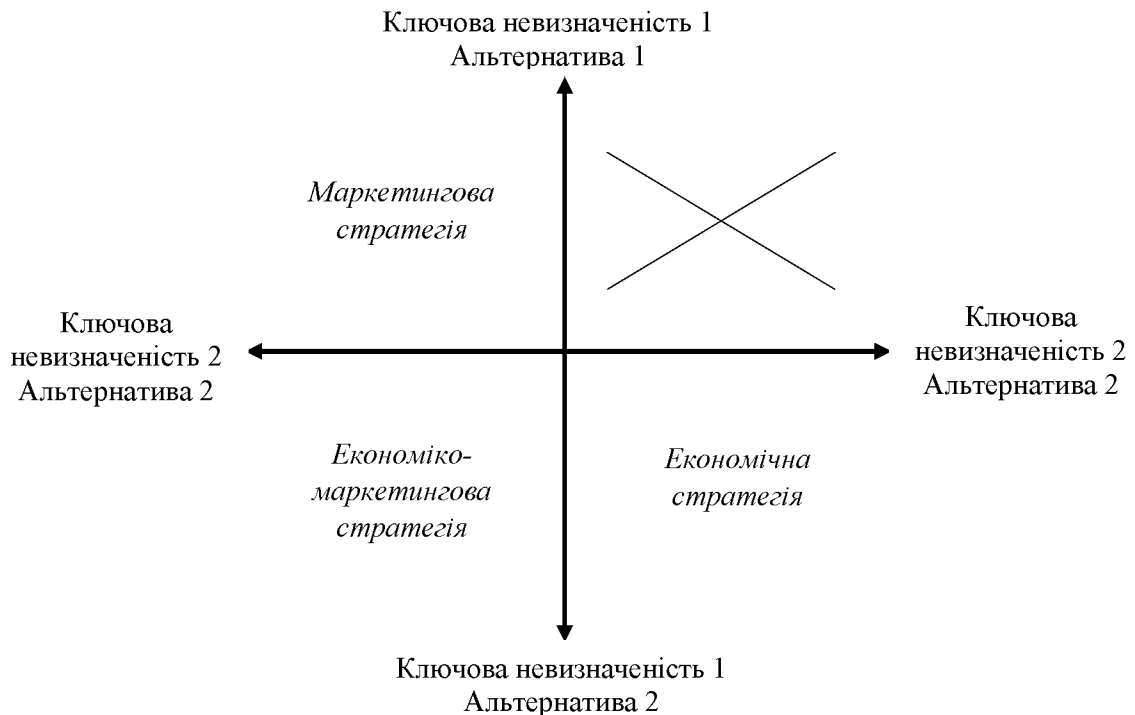 Ключова невизначеність 1
Альтернатива 1
Маркетингова
стратегія
Ключова
невизначеність 2
Альтернатива 2
Ключова
невизначеність 2
Альтернатива 2
Економіко-
маркетингова
стратегія
Економічна
стратегія
Ключова невизначеність 1
Альтернатива 2